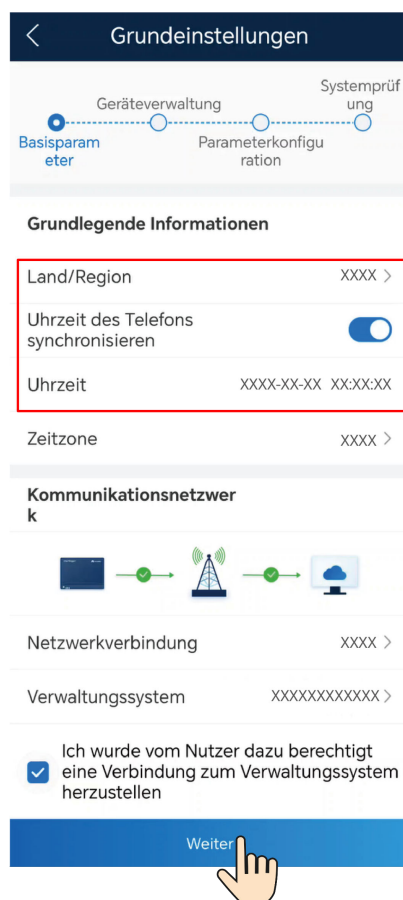 Grundeinstellungen
Systemprüf
Geräteverwaltung ung
Basisparam Parameterkonfigu
eter ration
Grundlegende Informationen
Land/Region XXXX
Uhrzeit des Telefons
synchronisieren
Uhrzeit XXXX-XX-XX XX:XX:XX
Zeitzone XXXX
Kommunikationsnetzwer
k
Netzwerkverbindung XXXX
Verwaltungssystem XXXXXXXXXXXX
Ich wurde vom Nutzer dazu berechtigt
eine Verbindung zum Verwaltungssystem
herzustellen
Weiter